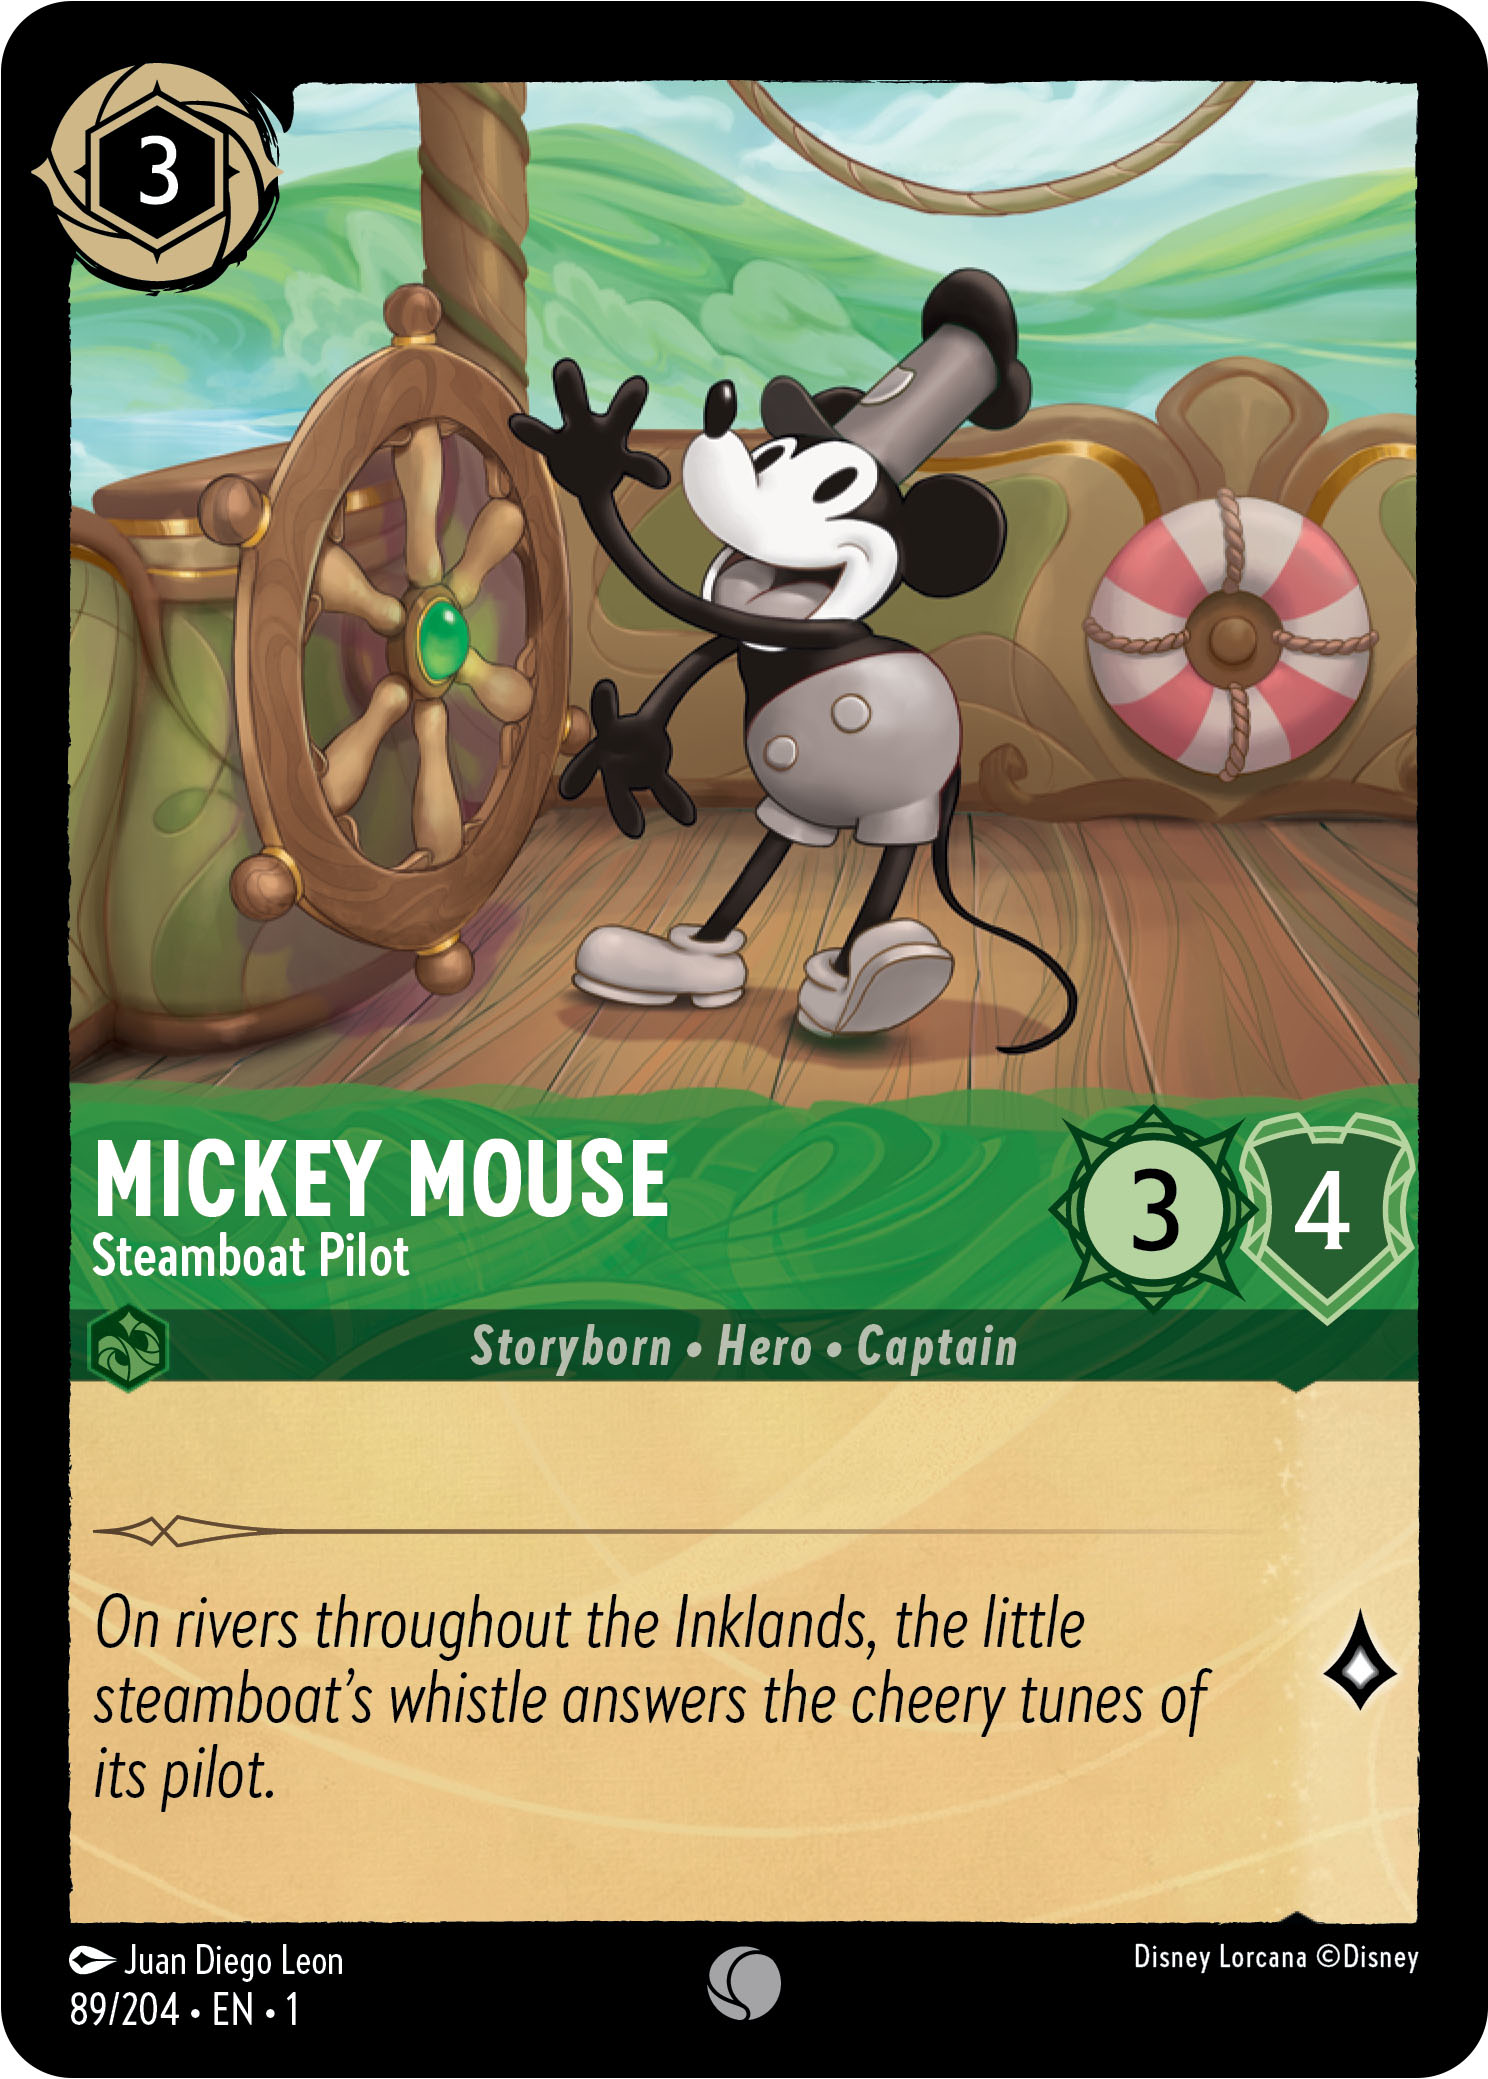 3
MICKEY MOUSE
Steamboat Pilot
3
4
Storyborn • Hero • Captain
On rivers throughout the Inklands, the little
steamboat’s whistle answers the cheery tunes of
its pilot.
Juan Diego Leon
89/204 • EN • 1
Disney Lorcana ©Disney